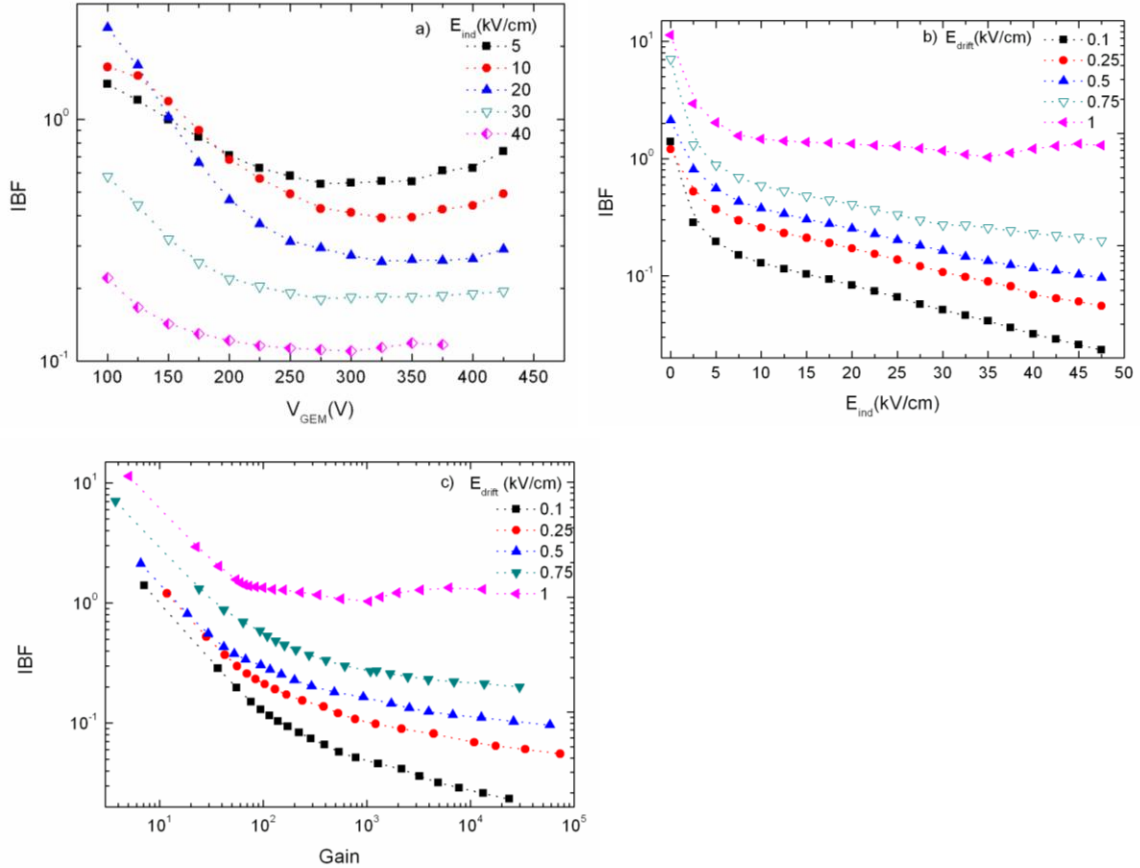 a) E_ind(kV/cm)
5
10
20
30
40
10^0
10^-1
IBF
100 150 200 250 300 350 400 450
V_GEM(V)
b) E_drift(kV/cm)
0.1
0.25
0.5
0.75
1
10^1
10^0
10^-1
IBF
0 5 10 15 20 25 30 35 40 45 50
E_ind(kV/cm)
c) E_drift (kV/cm)
0.1
0.25
0.5
0.75
1
10^1
10^0
10^-1
IBF
10^1 10^2 10^3 10^4 10^5
Gain